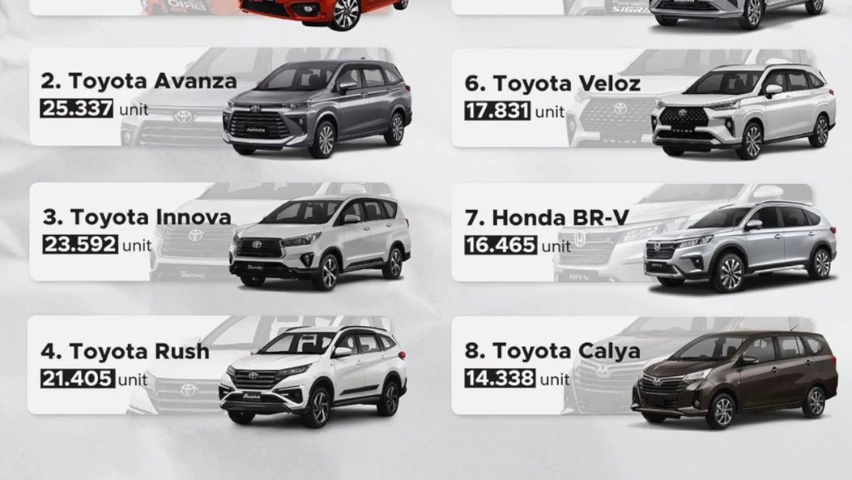 2. Toyota Avanza
25.337 unit
3. Toyota Innova
23.592 unit
4. Toyota Rush
21.405 unit
6. Toyota Veloz
17.831 unit
7. Honda BR-V
16.465 unit
8. Toyota Calya
14.338 unit